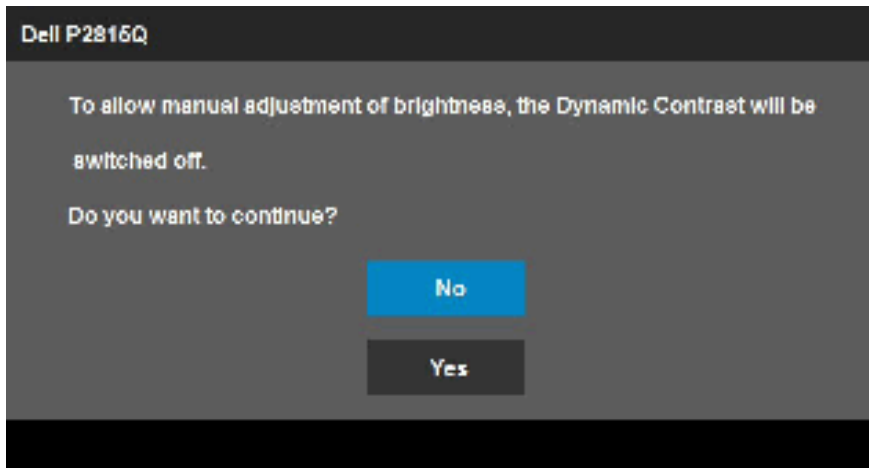 Dell P2815Q
To allow manual adjustment of brightness, the Dynamic Contrast will be
switched off.
Do you want to continue?
No
Yes